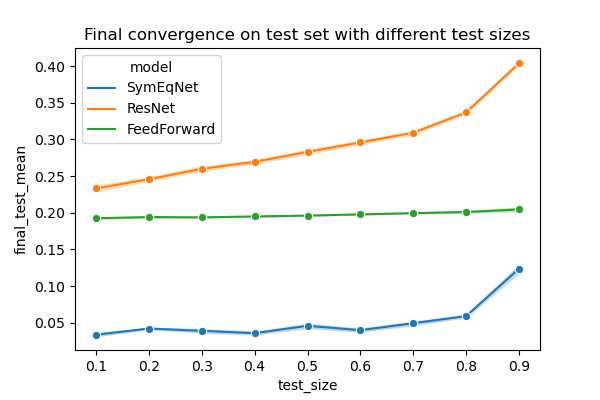 Final convergence on test set with different test sizes
model
SymEqNet
ResNet
FeedForward
final_test_mean
0.40
0.35
0.30
0.25
0.20
0.15
0.10
0.05
0.1 0.2 0.3 0.4 0.5 0.6 0.7 0.8 0.9
test_size